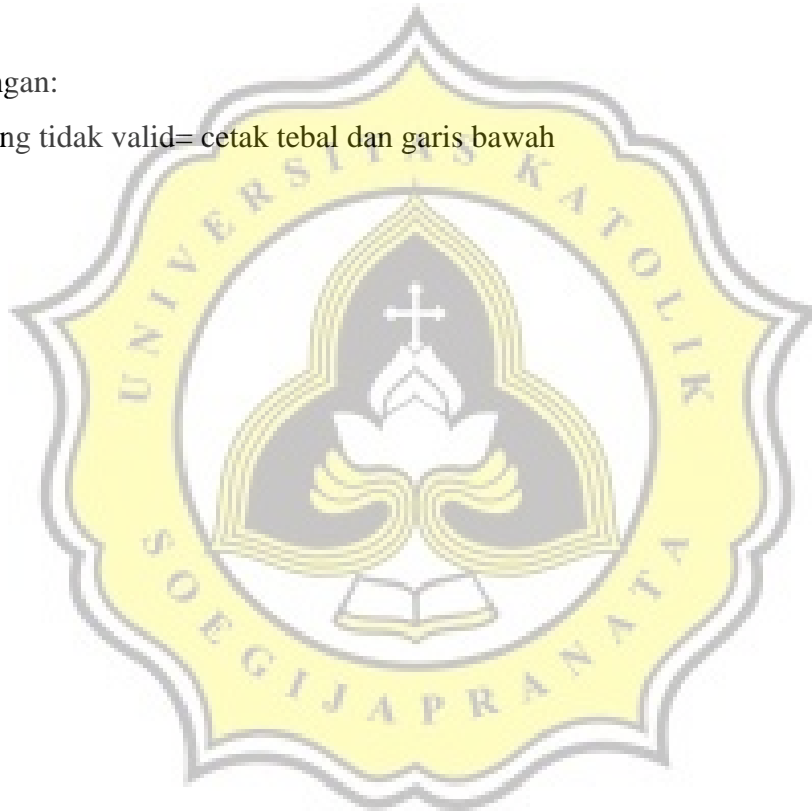 ngan:
ng tidak valid= cetak tebal dan garis bawah
UNIVERSITAS KATOLIK
SOEGIJAPRANATA